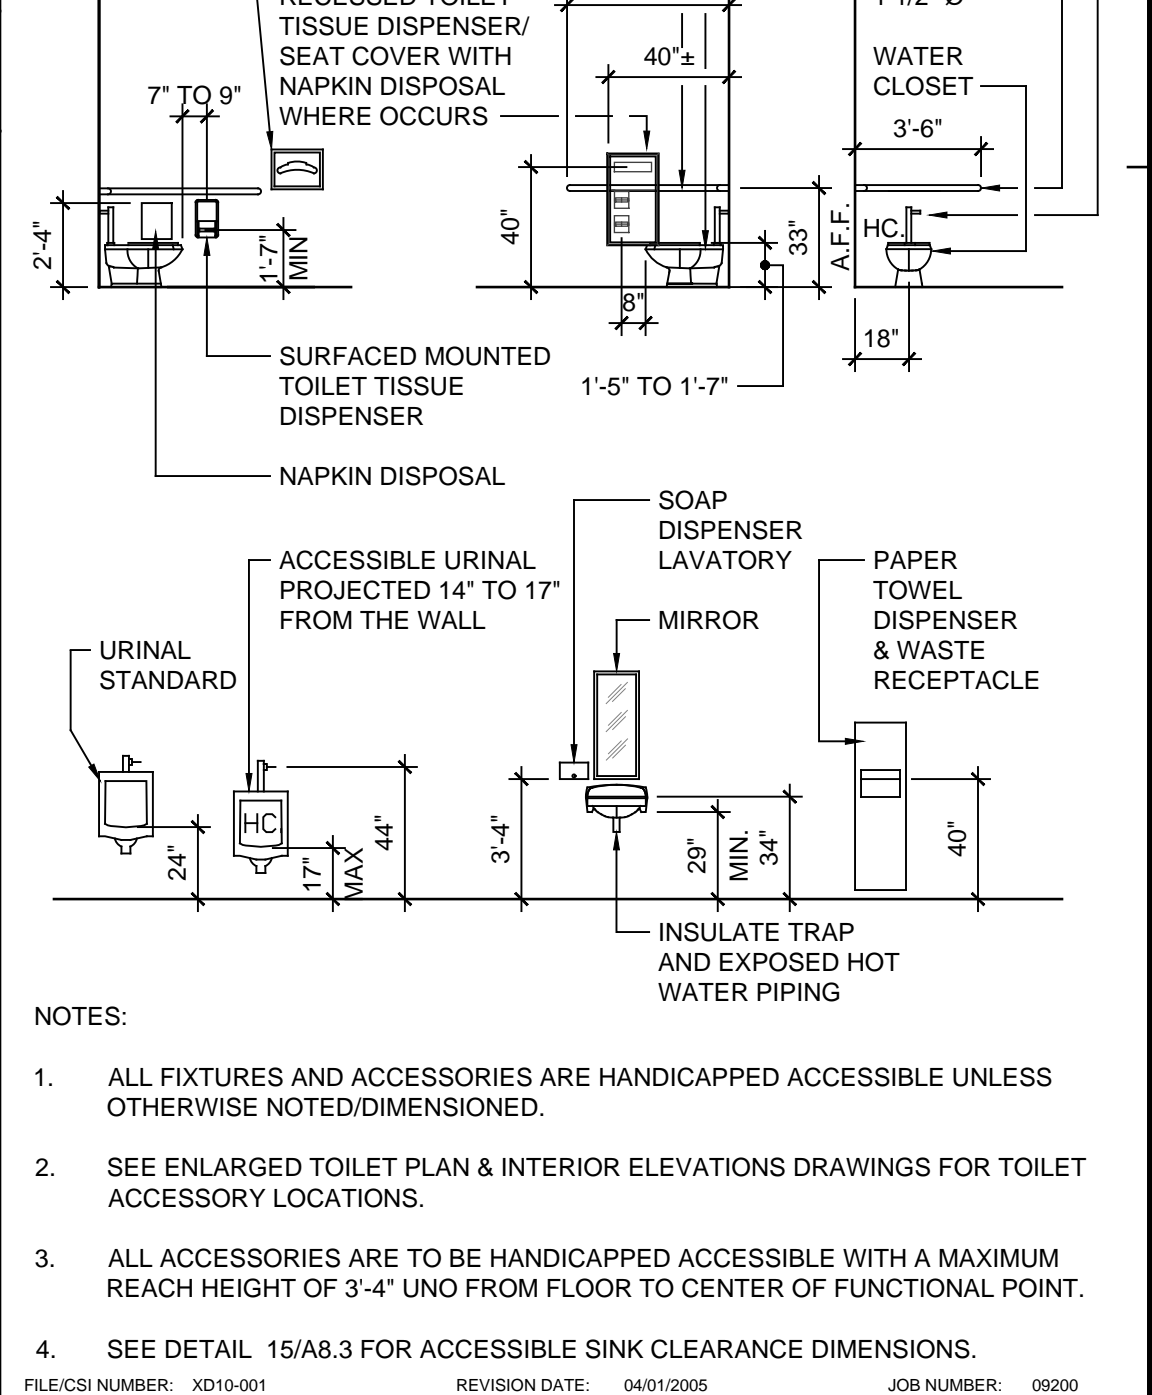 TISSUE DISPENSER/
SEAT COVER WITH
NAPKIN DISPOSAL
WHERE OCCURS
40"±
WATER
CLOSET
7" TO 9"
3'-6"
2'-4"
1'-7"
MIN
40"
8"
33"
A.F.F.
HC.
18"
SURFACED MOUNTED
TOILET TISSUE
DISPENSER
1'-5" TO 1'-7"
NAPKIN DISPOSAL
SOAP
DISPENSER
LAVATORY
ACCESSIBLE URINAL
PROJECTED 14" TO 17"
FROM THE WALL
PAPER
TOWEL
DISPENSER
& WASTE
RECEPTACLE
MIRROR
URINAL
STANDARD
HC.
24"
17"
MAX
44"
3'-4"
29"
MIN.
34"
40"
INSULATE TRAP
AND EXPOSED HOT
WATER PIPING
NOTES:
1. ALL FIXTURES AND ACCESSORIES ARE HANDICAPPED ACCESSIBLE UNLESS
OTHERWISE NOTED/DIMENSIONED.
2. SEE ENLARGED TOILET PLAN & INTERIOR ELEVATIONS DRAWINGS FOR TOILET
ACCESSORY LOCATIONS.
3. ALL ACCESSORIES ARE TO BE HANDICAPPED ACCESSIBLE WITH A MAXIMUM
REACH HEIGHT OF 3'-4" UNO FROM FLOOR TO CENTER OF FUNCTIONAL POINT.
4. SEE DETAIL 15/A8.3 FOR ACCESSIBLE SINK CLEARANCE DIMENSIONS.
FILE/CSI NUMBER: XD10-001 REVISION DATE: 04/01/2005 JOB NUMBER: 09200